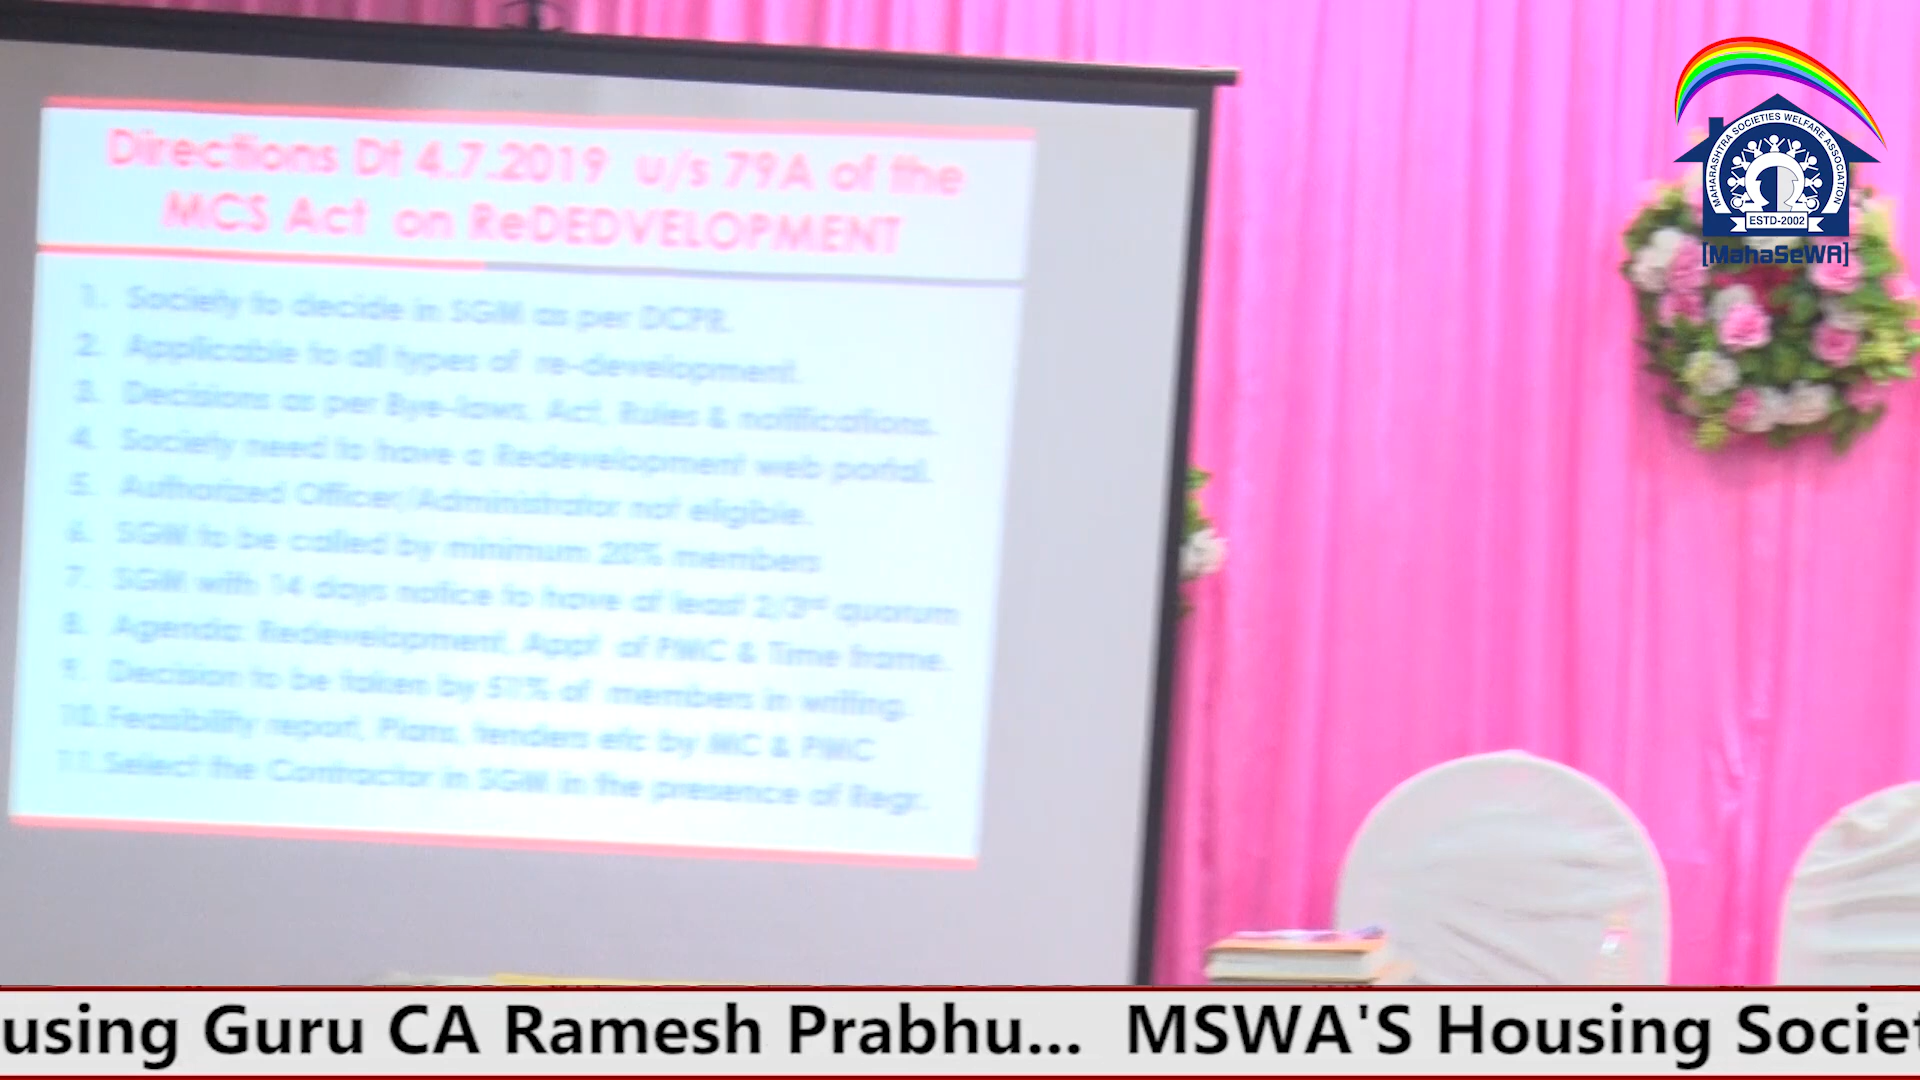 Directions Dt 4.7.2019 u/s 79A of the
MCS Act on ReDEDVELOPMENT
1. Society to decide in SGM as per DCPR.
2. Applicable to all types of re-development.
3. Decisions as per Bye-laws, Act, Rules & notifications.
4. Society need to have a Redevelopment web portal.
5. Authorized Officer/Administrator not eligible.
6. SGM to be called by minimum 20% members
7. SGM with 14 days notice to have at least 2/3rd quorum
8. Agenda: Redevelopment, Appt of PMC & Time frame.
9. Decision to be taken by 51% of members in writing.
10. Feasibility report, Plans, tenders etc by MC & PMC
11. Select the Contractor in SGM in the presence of Regr.
MAHARASHTRA SOCIETIES WELFARE ASSOCIATION
ESTD-2002
[MahaSeWA]
using Guru CA Ramesh Prabhu... MSWA'S Housing Societ